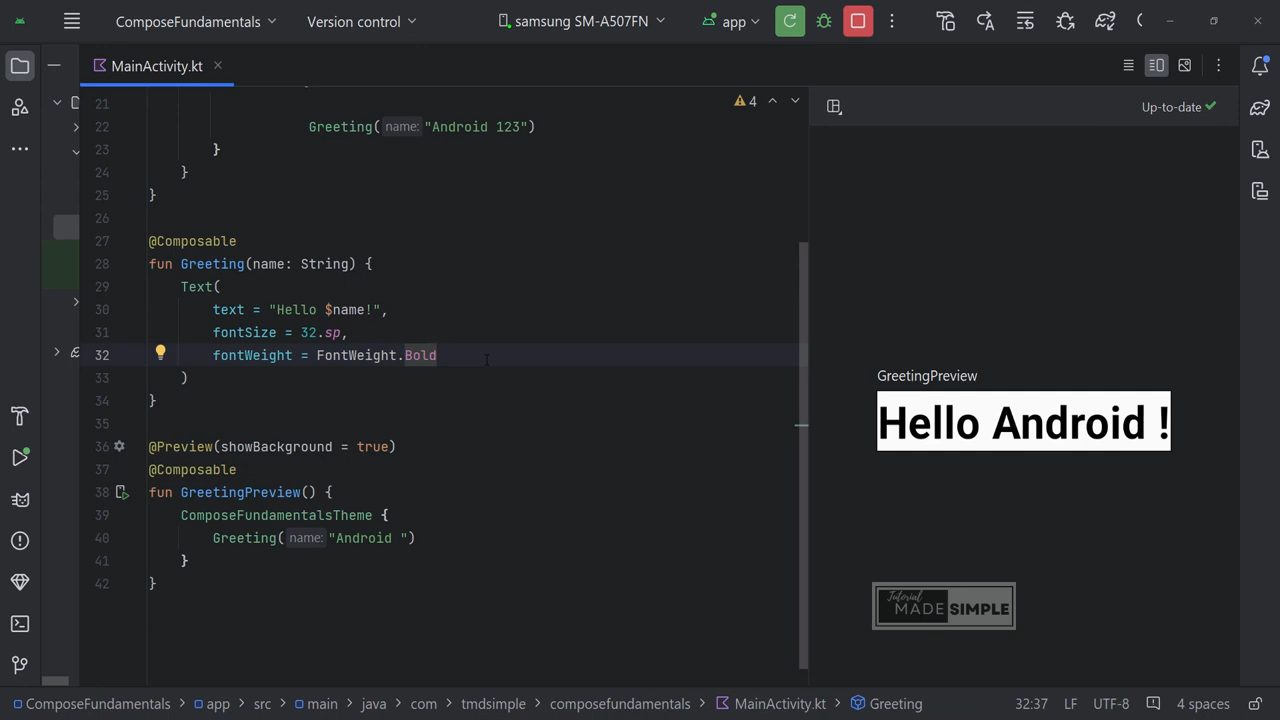 ComposeFundamentals Version control samsung SM-A507FN app
MainActivity.kt
4 Up-to-date
21
22 Greeting( name: "Android 123")
23 }
24 }
25 }
26
27 @Composable
28 fun Greeting(name: String) {
29 Text(
30 text = "Hello $name!",
31 fontSize = 32.sp,
32 fontWeight = FontWeight.Bold
33 )
34 }
35
36 @Preview(showBackground = true)
37 @Composable
38 fun GreetingPreview() {
39 ComposeFundamentalsTheme {
40 Greeting( name: "Android ")
41 }
42 }
GreetingPreview
Hello Android !
Tutorial
MADE SIMPLE
ComposeFundamentals > app > src > main > java > com > tmdsimple > composefundamentals > MainActivity.kt > Greeting 32:37 LF UTF-8 4 spaces